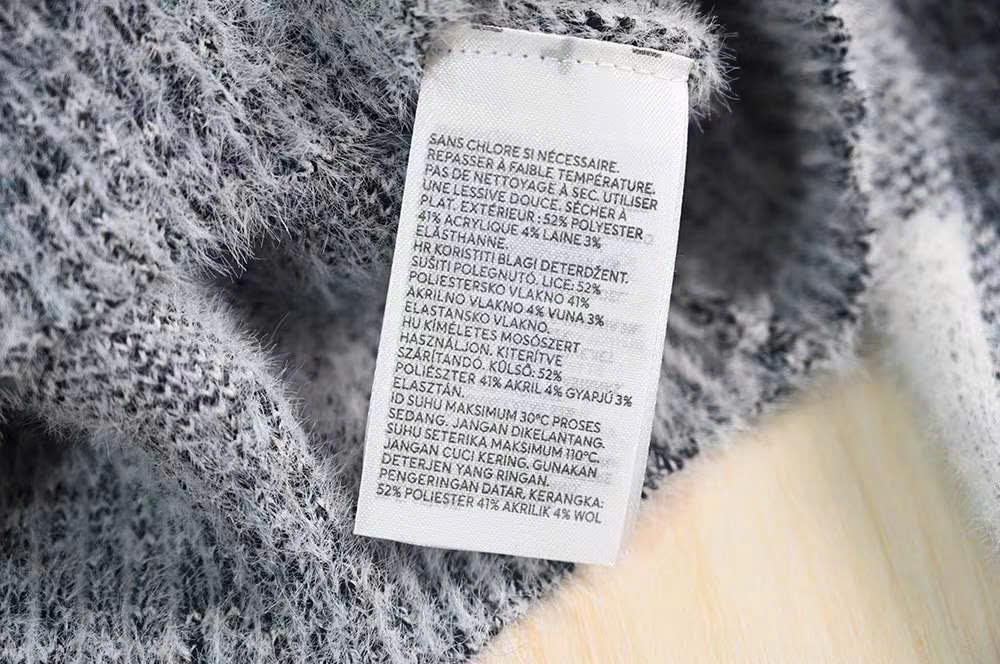 SANS CHLORE SI NÉCESSAIRE.
REPASSER À FAIBLE TEMPÉRATURE.
PAS DE NETTOYAGE À SEC. UTILISER
UNE LESSIVE DOUCE. SÉCHER À
PLAT. EXTÉRIEUR : 52% POLYESTER
41% ACRYLIQUE 4% LAINE 3%
ELASTHANNE.
HR KORISTITI BLAGI DETERDŽENT.
SUŠITI POLEGNUTO. LICE: 52%
POLIESTERSKO VLAKNO 41%
AKRILNO VLAKNO 4% VUNA 3%
ELASTANSKO VLAKNO.
HU KÍMÉLETES MOSÓSZERT
HASZNÁLJON. KITERÍTVE
SZÁRÍTANDÓ. KÜLSŐ: 52%
POLIÉSZTER 41% AKRIL 4% GYARJÚ 3%
ELASZTÁN.
ID SUHU MAKSIMUM 30°C PROSES
SEDANG. JANGAN DIKELANTANG.
SUHU SETERIKA MAKSIMUM 110°C.
JANGAN CUCI KERING. GUNAKAN
DETERJEN YANG RINGAN.
PENGERINGAN DATAR. KERANGKA:
52% POLIESTER 41% AKRILIK 4% WOL